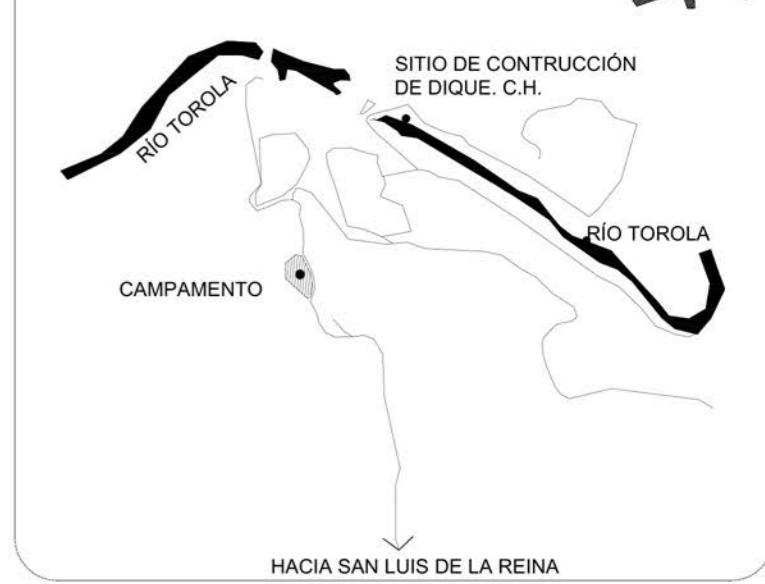 SITIO DE CONTRUCCIÓN
DE DIQUE. C.H.
RÍO TOROLA
RÍO TOROLA
CAMPAMENTO
HACIA SAN LUIS DE LA REINA